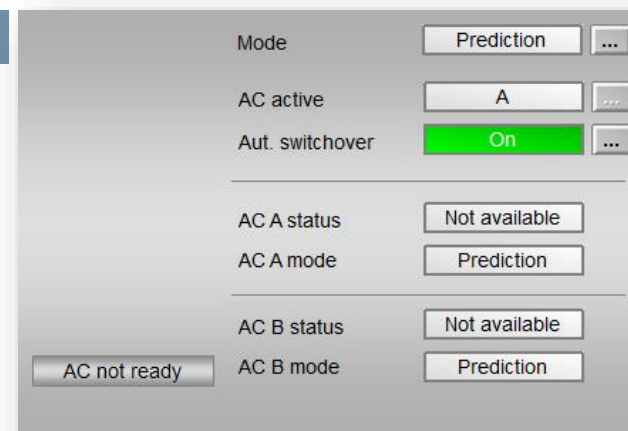 Mode Prediction ...
AC active A ...
Aut. switchover On ...
AC A status Not available
AC A mode Prediction
AC B status Not available
AC not ready AC B mode Prediction